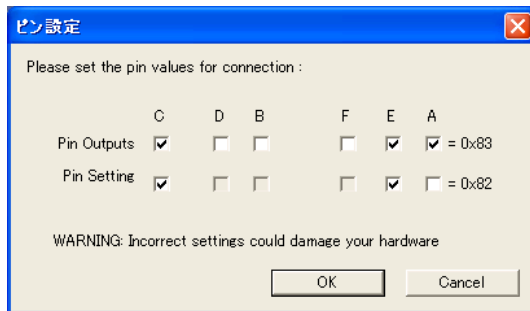 ピン設定
Please set the pin values for connection :
C D B F E A
Pin Outputs = 0x83
Pin Setting = 0x82
WARNING: Incorrect settings could damage your hardware
OK Cancel